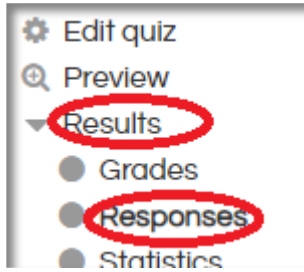 Edit quiz
Preview
Results
Grades
Responses
Statistics